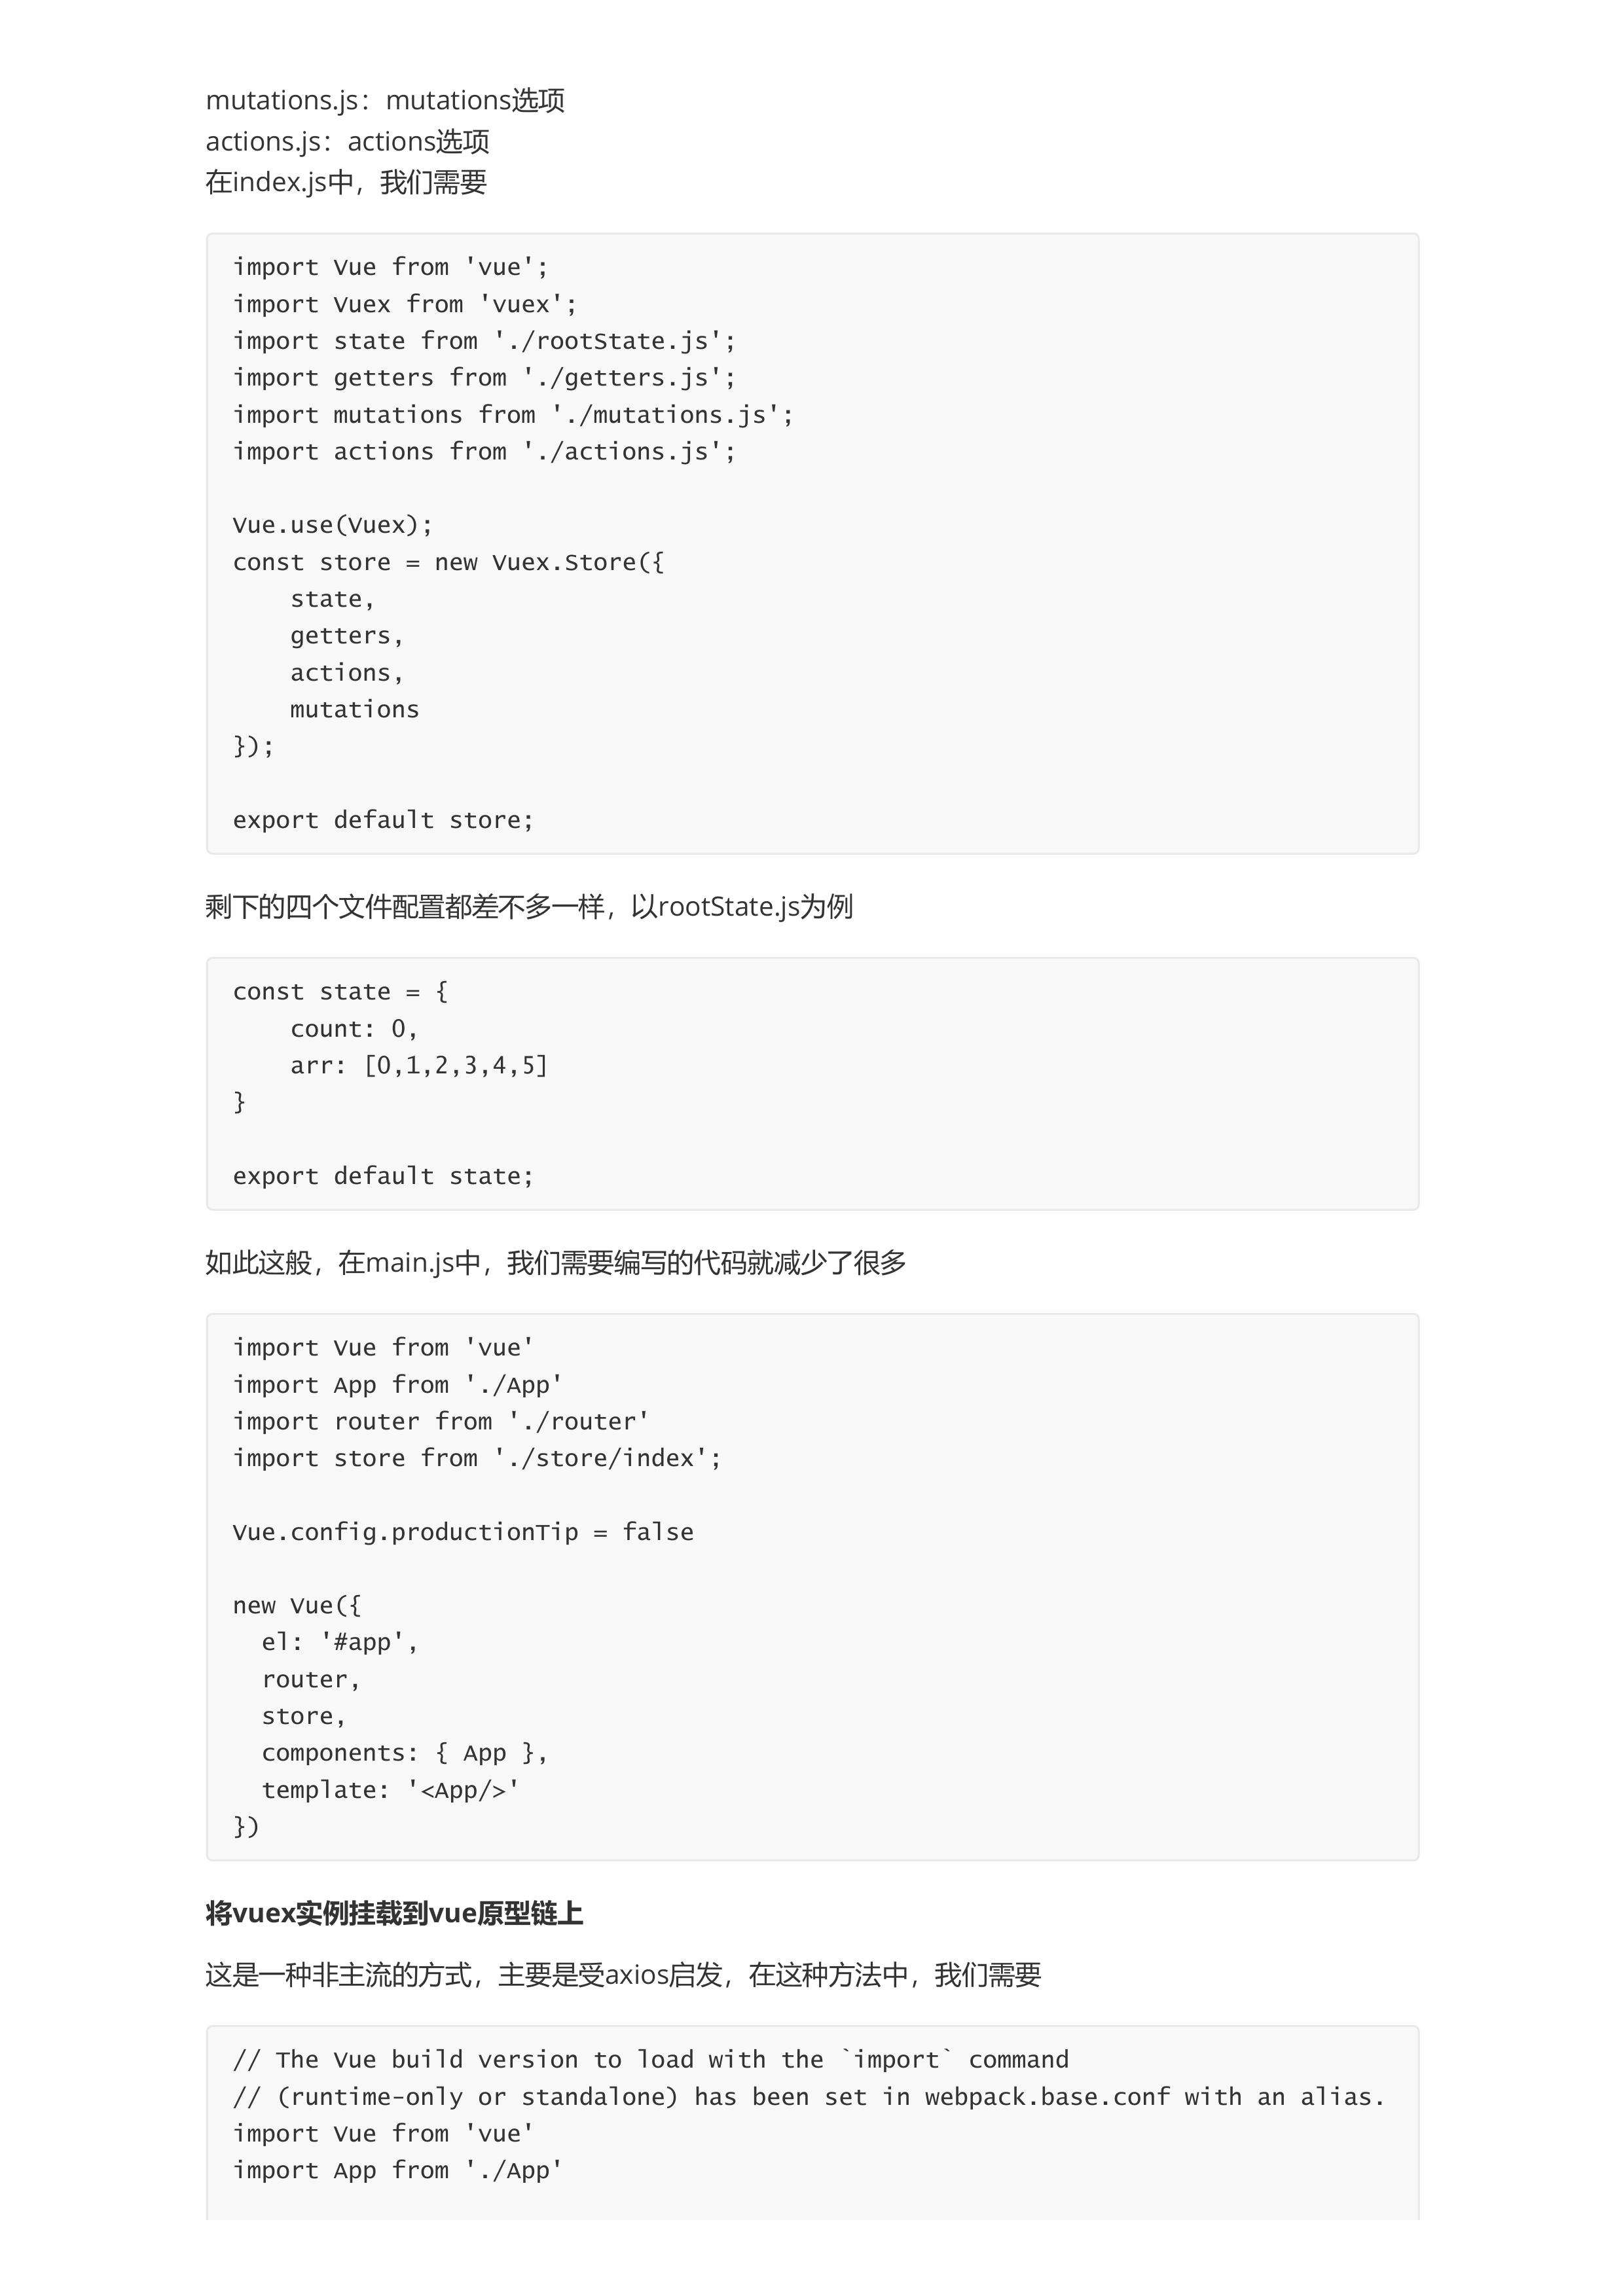 mutations.js：mutations选项
actions.js：actions选项
在index.js中，我们需要
import Vue from 'vue';
import Vuex from 'vuex';
import state from './rootState.js';
import getters from './getters.js';
import mutations from './mutations.js';
import actions from './actions.js';

Vue.use(Vuex);
const store = new Vuex.Store({
    state,
    getters,
    actions,
    mutations
});

export default store;
剩下的四个文件配置都差不多一样，以rootState.js为例
const state = {
    count: 0,
    arr: [0,1,2,3,4,5]
}

export default state;
如此这般，在main.js中，我们需要编写的代码就减少了很多
import Vue from 'vue'
import App from './App'
import router from './router'
import store from './store/index';

Vue.config.productionTip = false

new Vue({
  el: '#app',
  router,
  store,
  components: { App },
  template: '<App/>'
})
将vuex实例挂载到vue原型链上
这是一种非主流的方式，主要是受axios启发，在这种方法中，我们需要
// The Vue build version to load with the `import` command
// (runtime-only or standalone) has been set in webpack.base.conf with an alias.
import Vue from 'vue'
import App from './App'